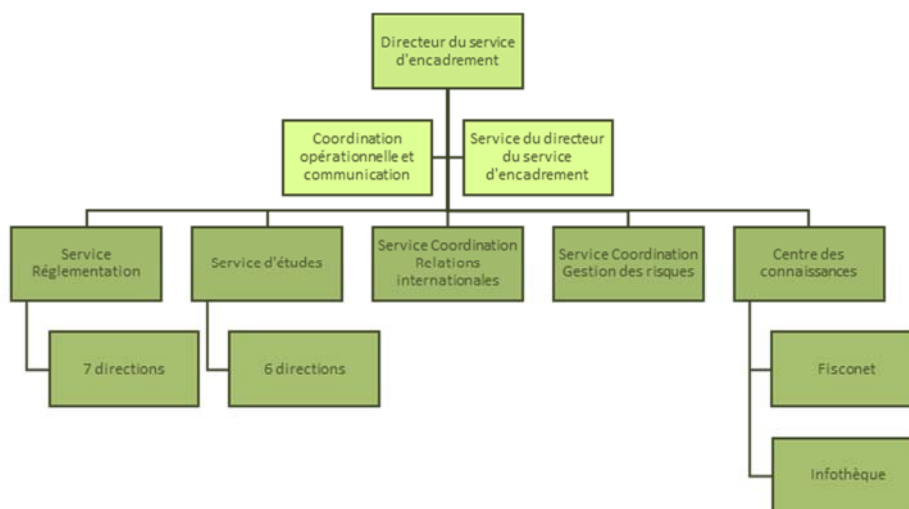 Directeur du service
d'encadrement
Coordination
opérationnelle et
communication
Service du directeur
du service
d'encadrement
Service
Réglementation
Service d'études
Service Coordination
Relations
internationales
Service Coordination
Gestion des risques
Centre des
connaissances
7 directions
6 directions
Fisconet
Infothèque